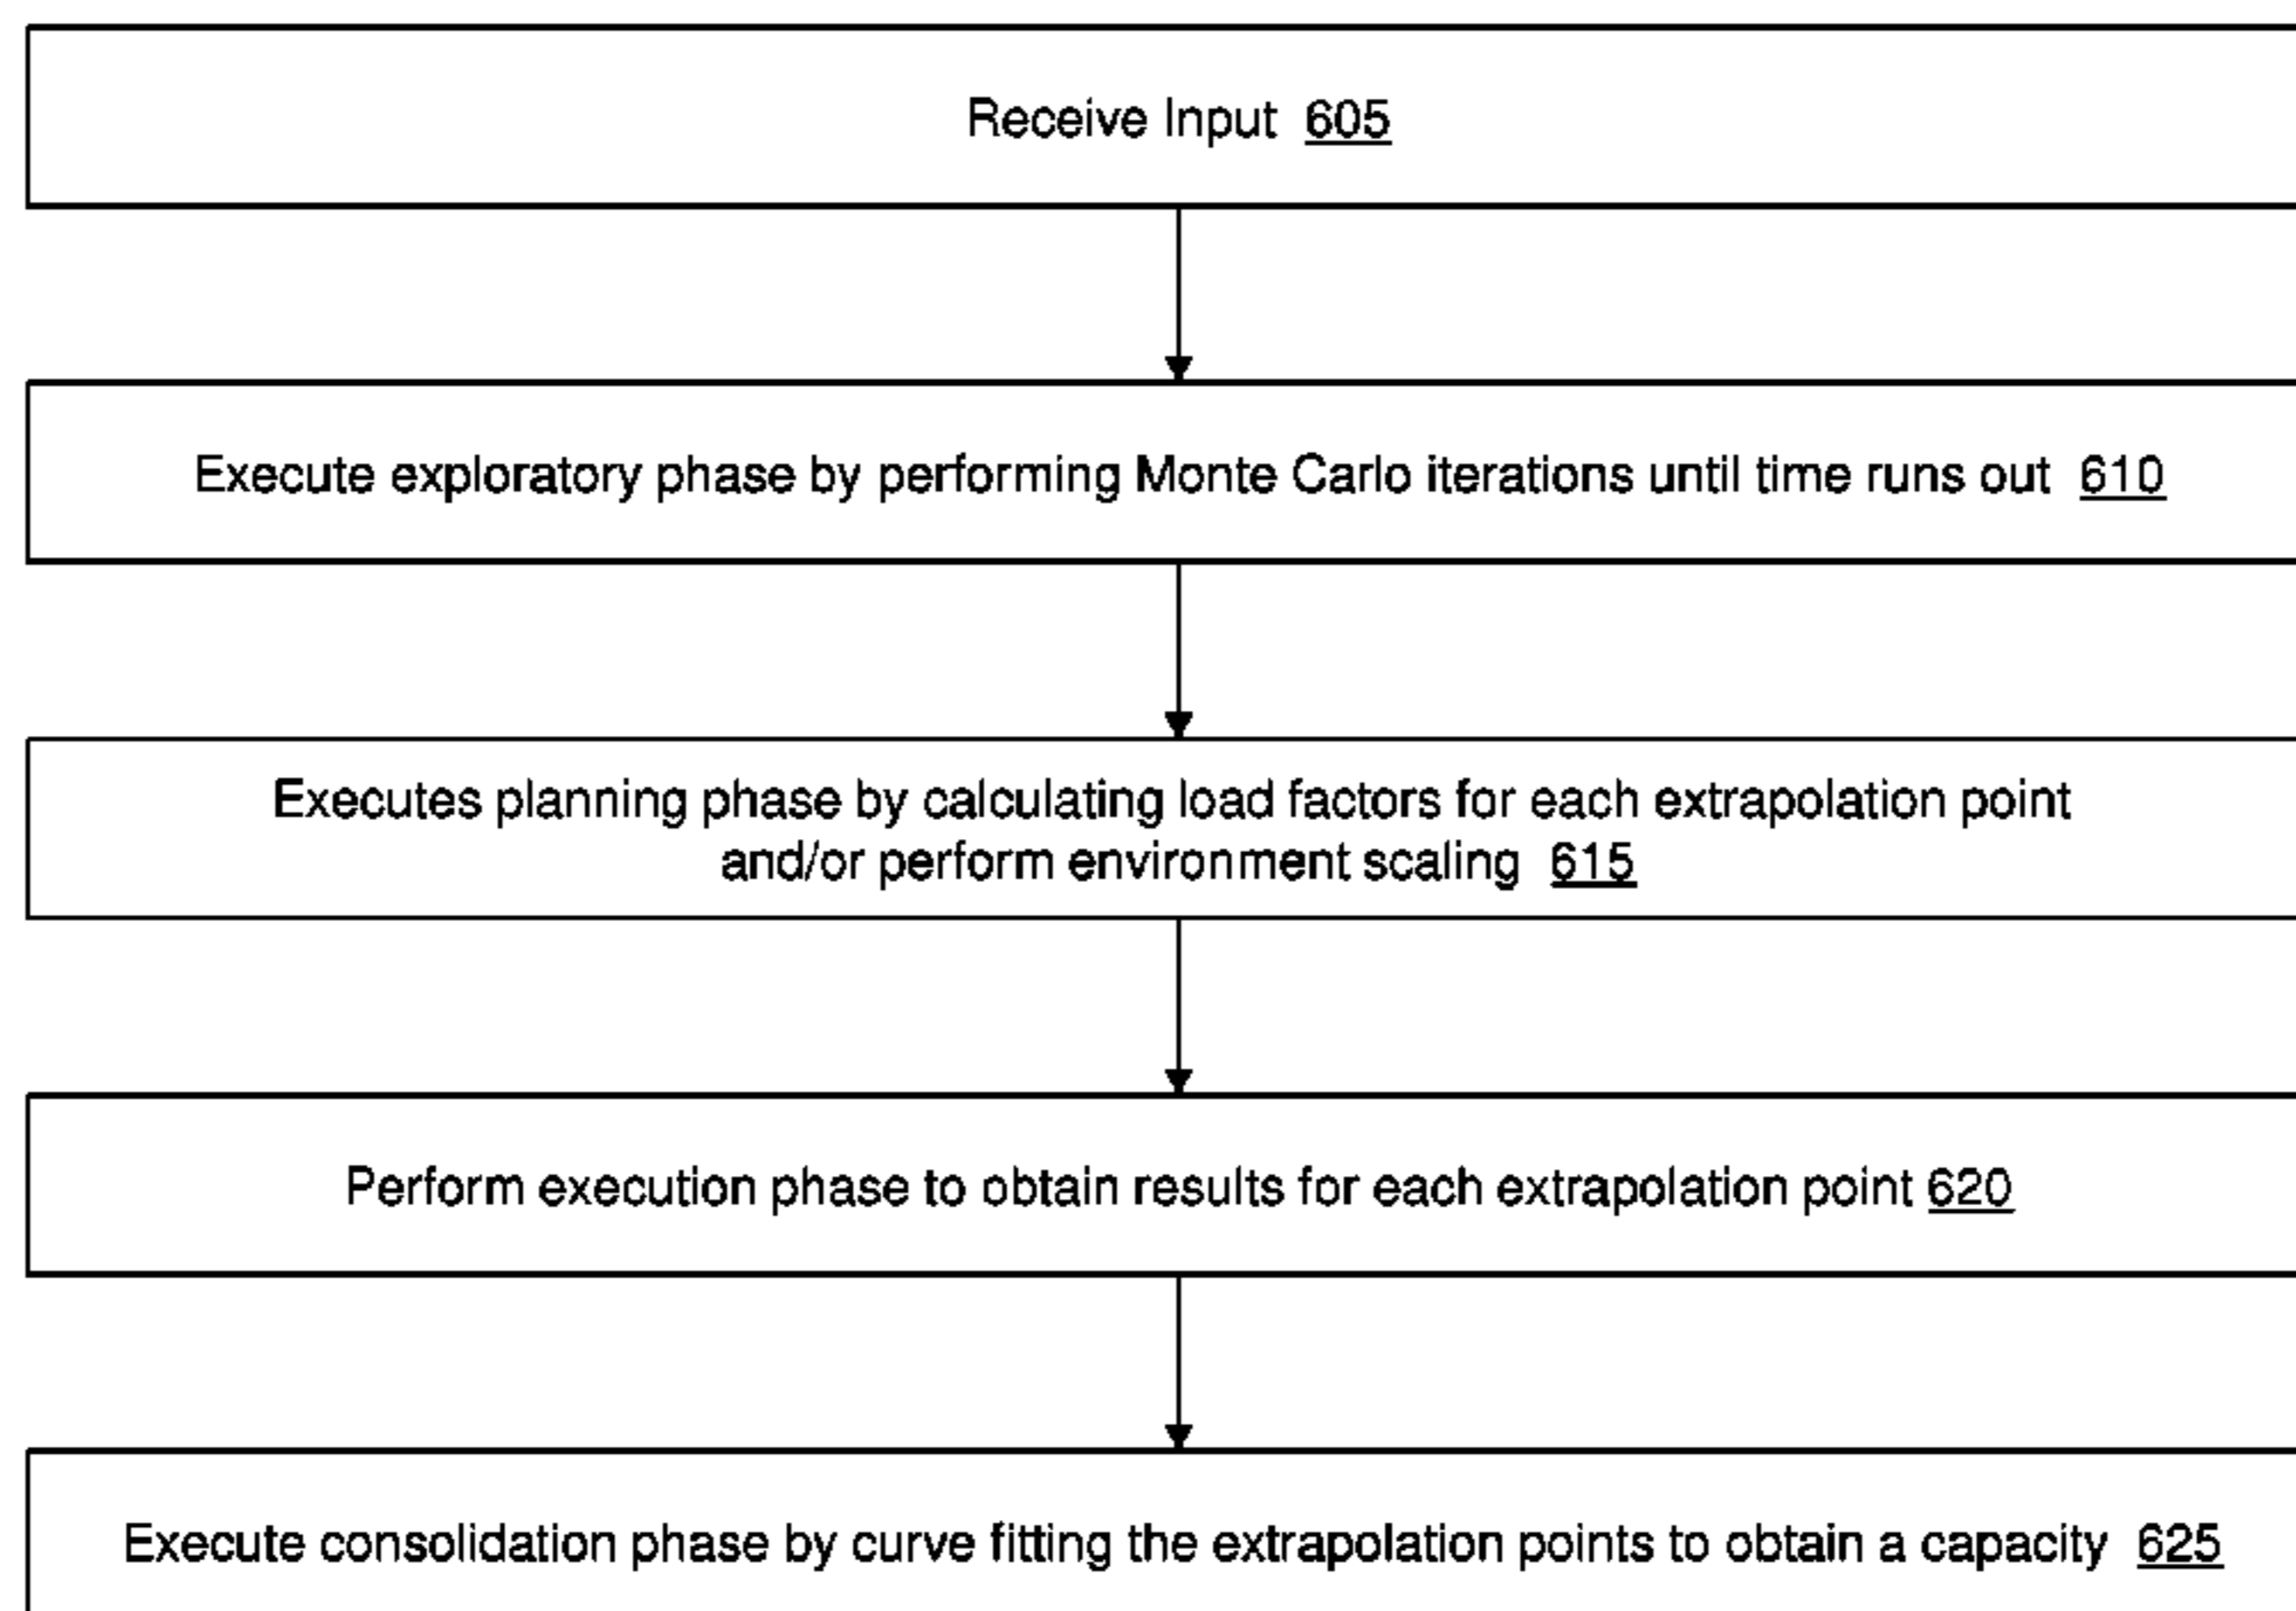 Receive Input 605
Execute exploratory phase by performing Monte Carlo iterations until time runs out 610
Executes planning phase by calculating load factors for each extrapolation point
and/or perform environment scaling 615
Perform execution phase to obtain results for each extrapolation point 620
Execute consolidation phase by curve fitting the extrapolation points to obtain a capacity 625